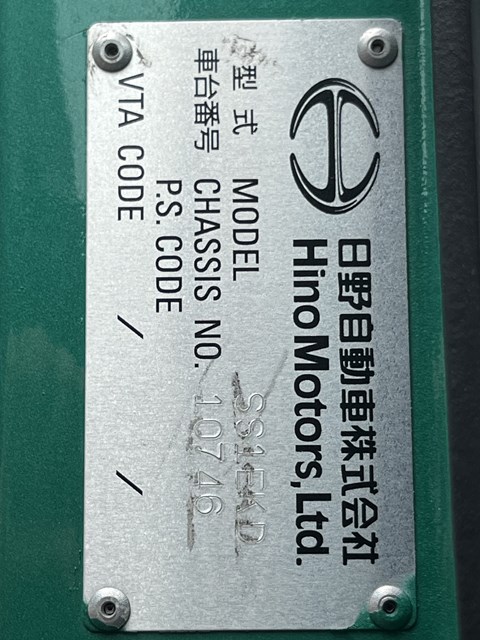 日野自動車株式会社
Hino Motors, Ltd.
型式 MODEL SS1EKD
車台番号 CHASSIS NO. 10746
P.S. CODE
VTA CODE / /